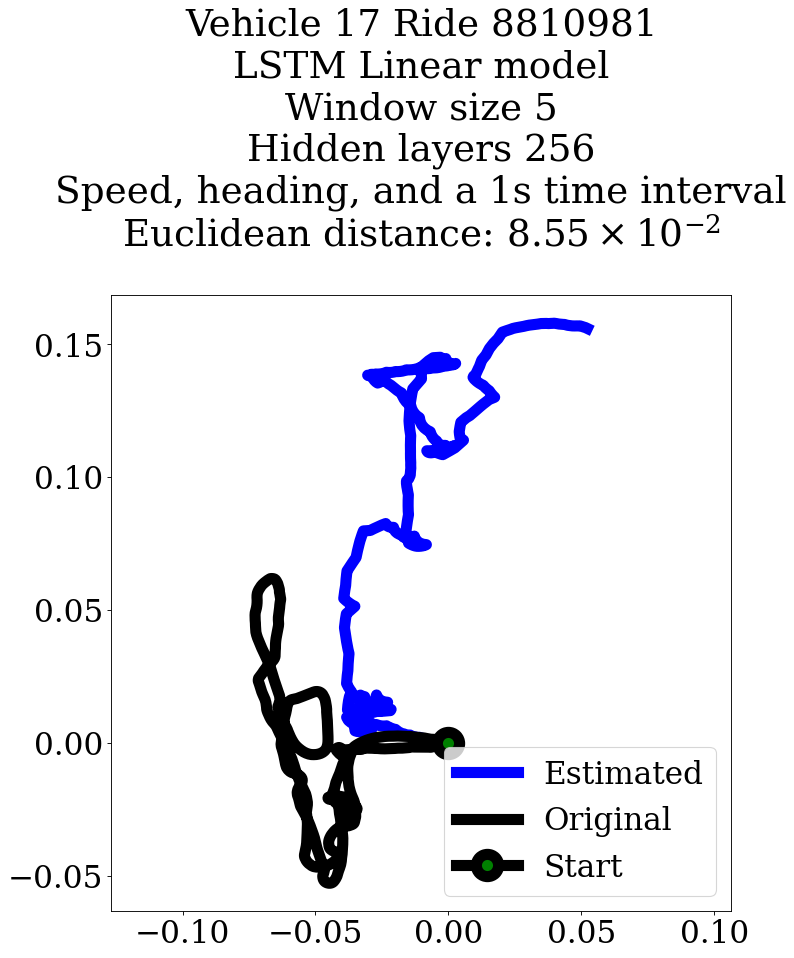 Vehicle 17 Ride 8810981
LSTM Linear model
Window size 5
Hidden layers 256
Speed, heading, and a 1s time interval
Euclidean distance: 8.55 × 10⁻²
0.15
0.10
0.05
0.00
−0.05
Estimated
Original
Start
−0.10 −0.05 0.00 0.05 0.10